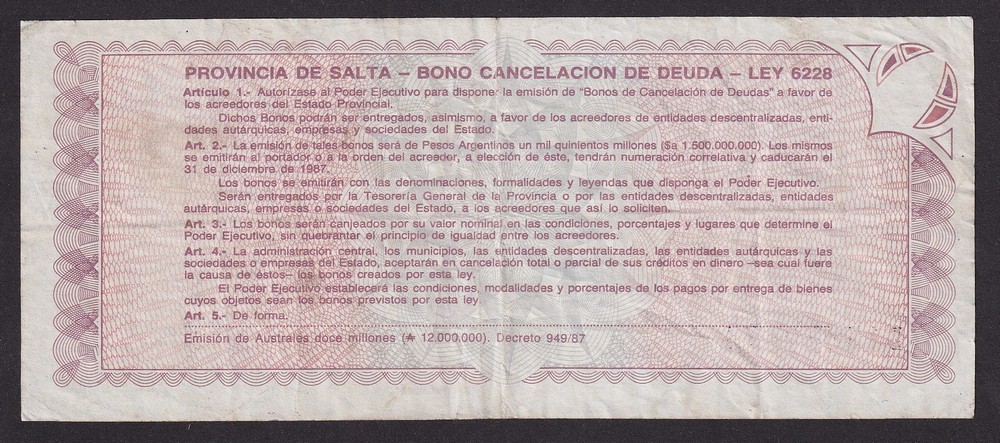 PROVINCIA DE SALTA – BONO CANCELACION DE DEUDA – LEY 6228
Artículo 1.- Autorízase al Poder Ejecutivo para disponer la emisión de "Bonos de Cancelación de Deudas" a favor de
los acreedores del Estado Provincial.
Dichos Bonos podrán ser entregados, asimismo, a favor de los acreedores de entidades descentralizadas, enti-
dades autárquicas, empresas y sociedades del Estado.
Art. 2.- La emisión de tales bonos será de Pesos Argentinos un mil quinientos millones ($a 1.500.000.000). Los mismos
se emitirán al portador o a la orden del acreedor, a elección de éste, tendrán numeración correlativa y caducarán el
31 de diciembre de 1987.
Los bonos se emitirán con las denominaciones, formalidades y leyendas que disponga el Poder Ejecutivo.
Serán entregados por la Tesorería General de la Provincia o por las entidades descentralizadas, entidades
autárquicas, empresas o sociedades del Estado, a los acreedores que así lo soliciten.
Art. 3.- Los bonos serán canjeados por su valor nominal en las condiciones, porcentajes y lugares que determine el
Poder Ejecutivo, sin quebrantar el principio de igualdad entre los acreedores.
Art. 4.- La administración central, los municipios, las entidades descentralizadas, las entidades autárquicas y las
sociedades o empresas del Estado, aceptarán en cancelación total o parcial de sus créditos en dinero –sea cual fuere
la causa de éstos– los bonos creados por esta ley.
El Poder Ejecutivo establecerá las condiciones, modalidades y porcentajes de los pagos por entrega de bienes
cuyos objetos sean los bonos previstos por esta ley.
Art. 5.- De forma.
Emisión de Australes doce millones (₳ 12.000.000). Decreto 949/87